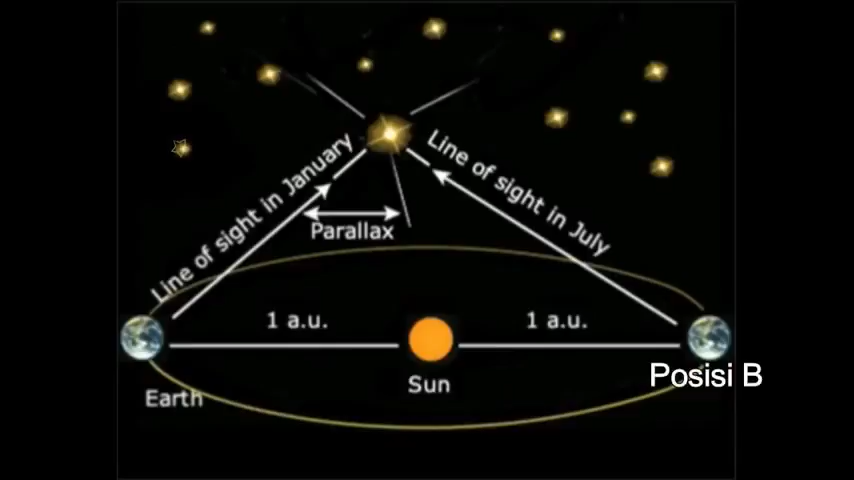 Line of sight in January
Line of sight in July
Parallax
1 a.u.
1 a.u.
Sun
Posisi B
Earth